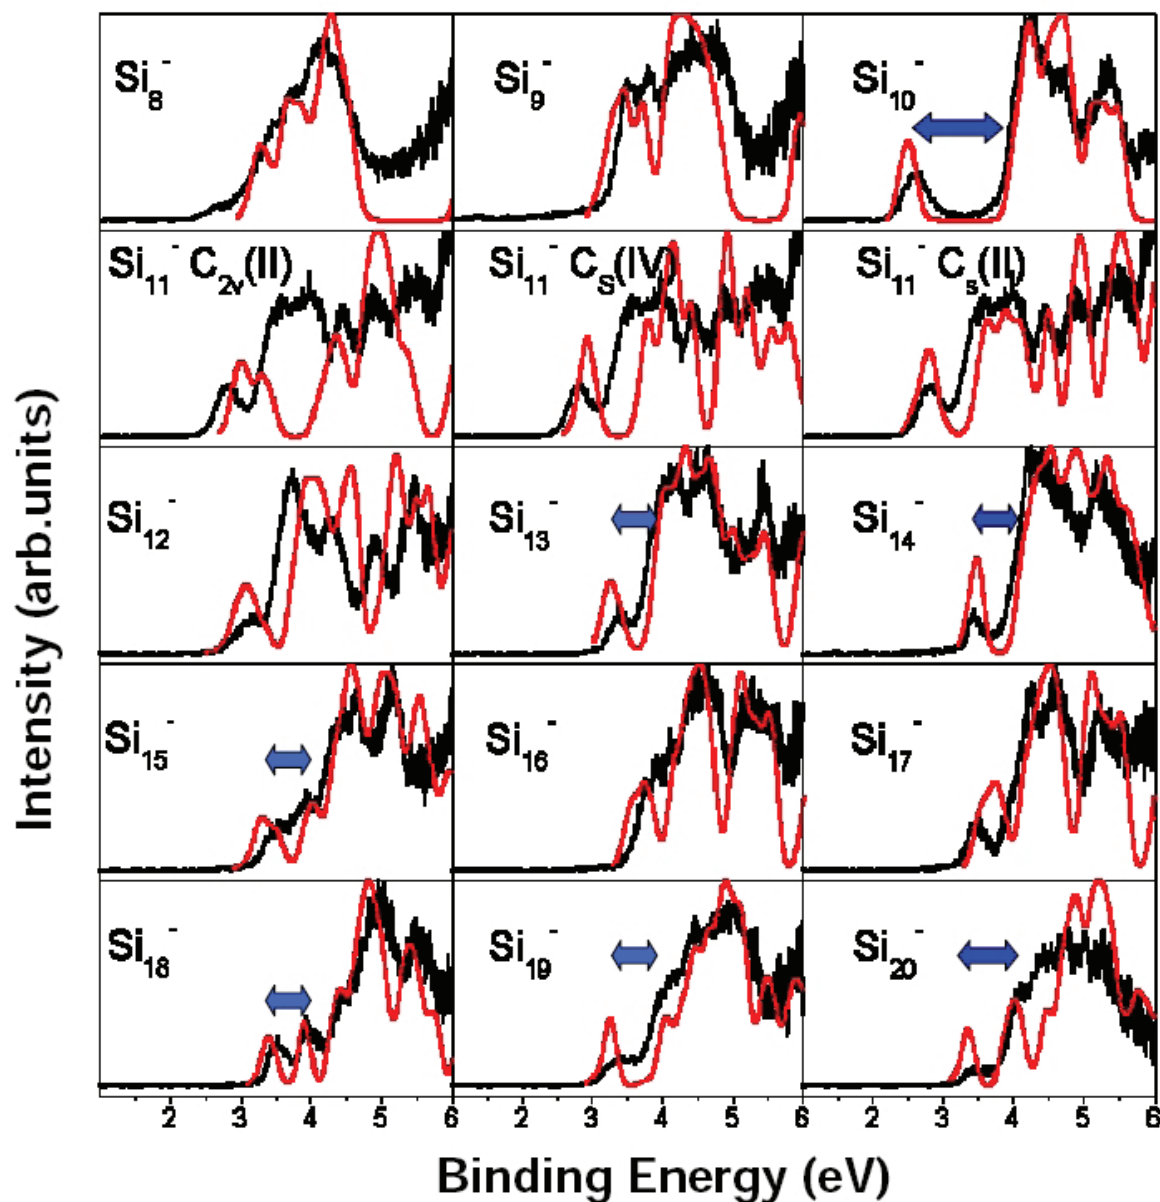 Si8-
Si9-
Si10-
Si11- C2v(II)
Si11- CS(IV)
Si11- Cs(II)
Si12-
Si13-
Si14-
Intensity (arb.units)
Si15-
Si16-
Si17-
Si18-
Si19-
Si20-
2 3 4 5 6 2 3 4 5 6 2 3 4 5 6
Binding Energy (eV)